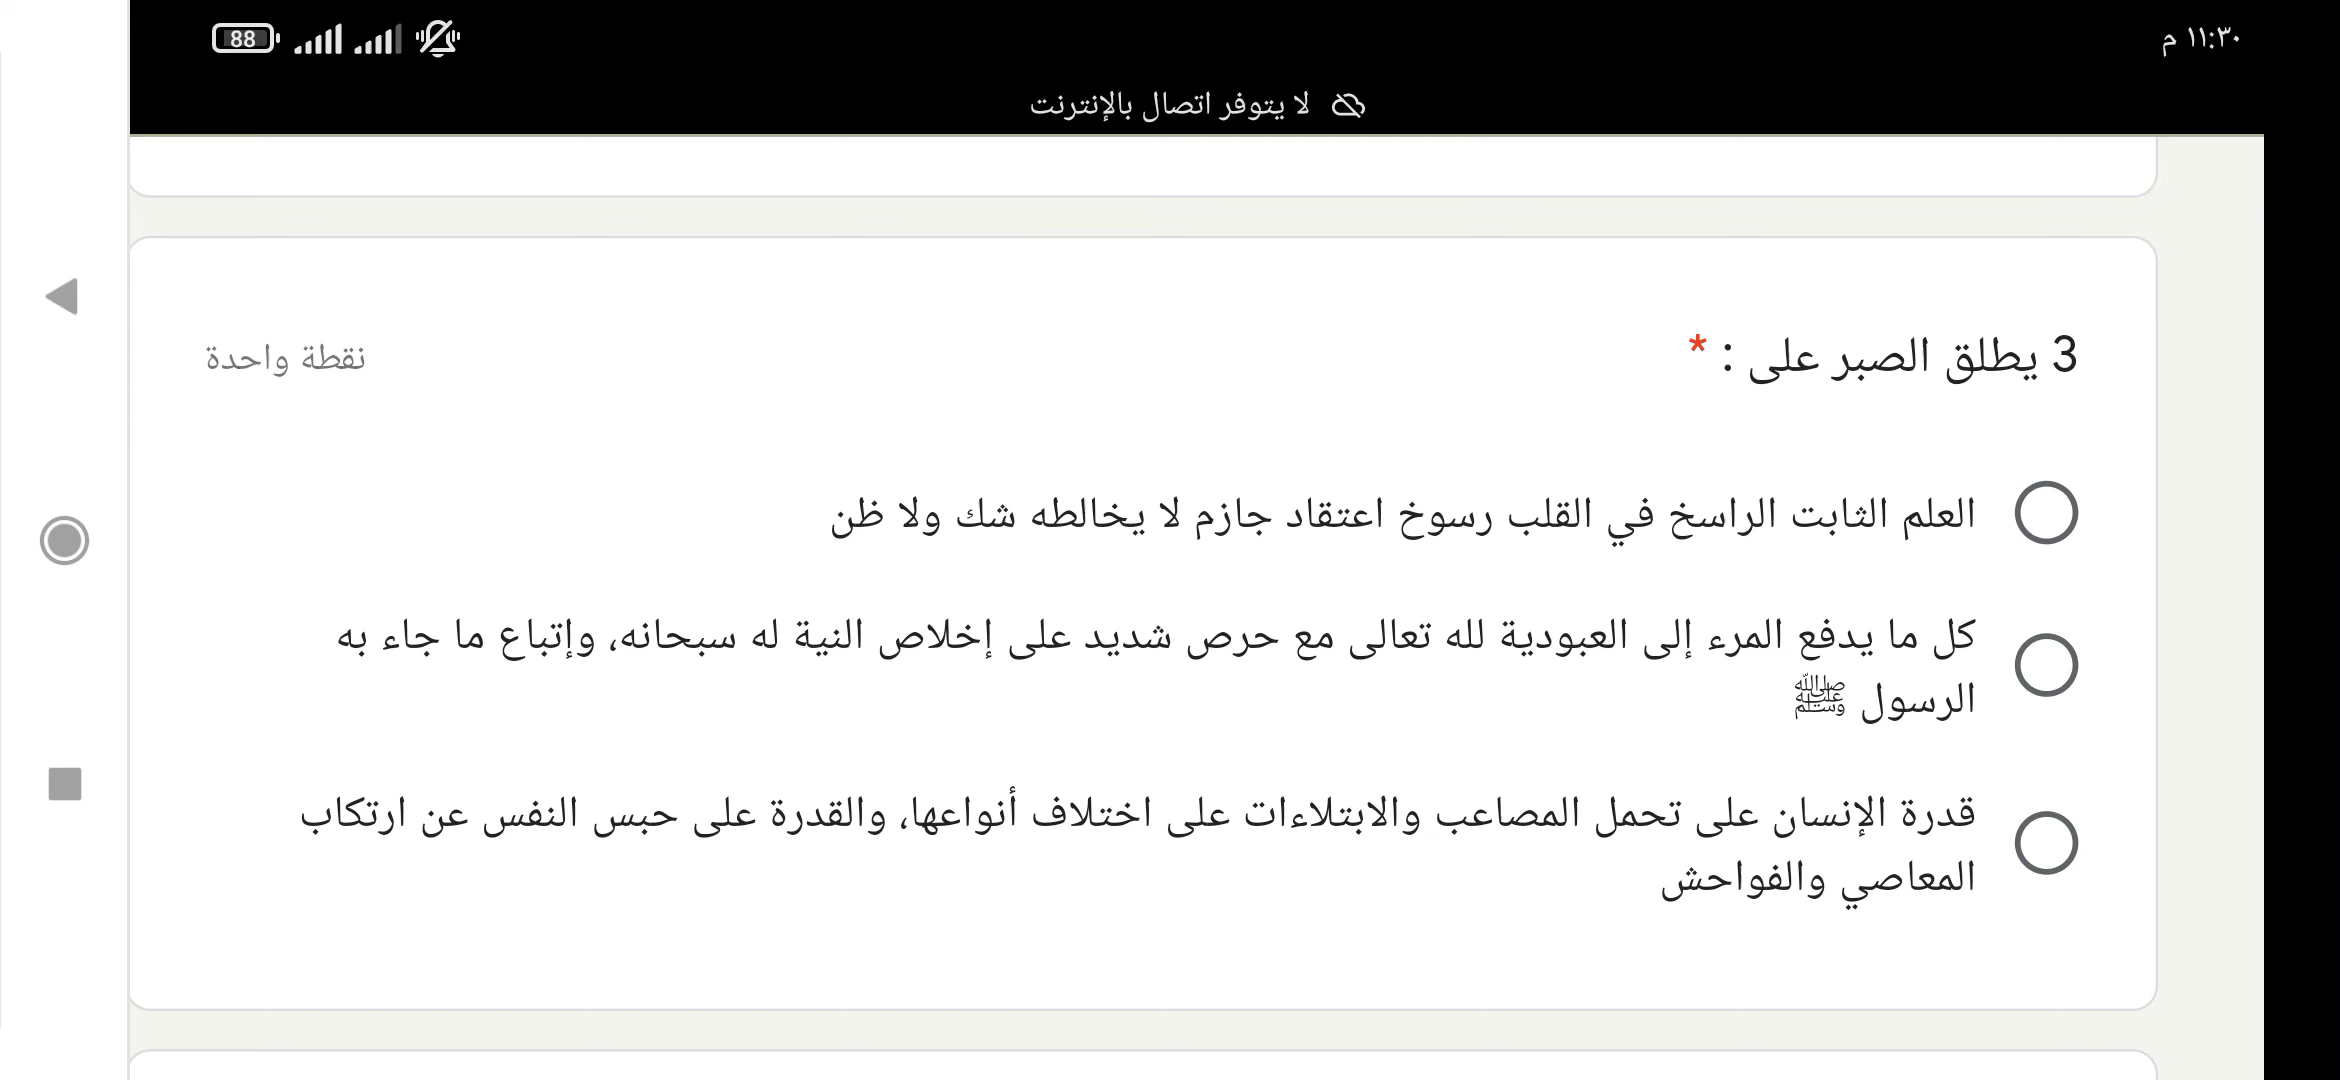 ١١:٣٠ م
88
لا يتوفر اتصال بالإنترنت
3 يطلق الصبر على : *
نقطة واحدة
العلم الثابت الراسخ في القلب رسوخ اعتقاد جازم لا يخالطه شك ولا ظن
كل ما يدفع المرء إلى العبودية لله تعالى مع حرص شديد على إخلاص النية له سبحانه، وإتباع ما جاء به
الرسول ﷺ
قدرة الإنسان على تحمل المصاعب والابتلاءات على اختلاف أنواعها، والقدرة على حبس النفس عن ارتكاب
المعاصي والفواحش